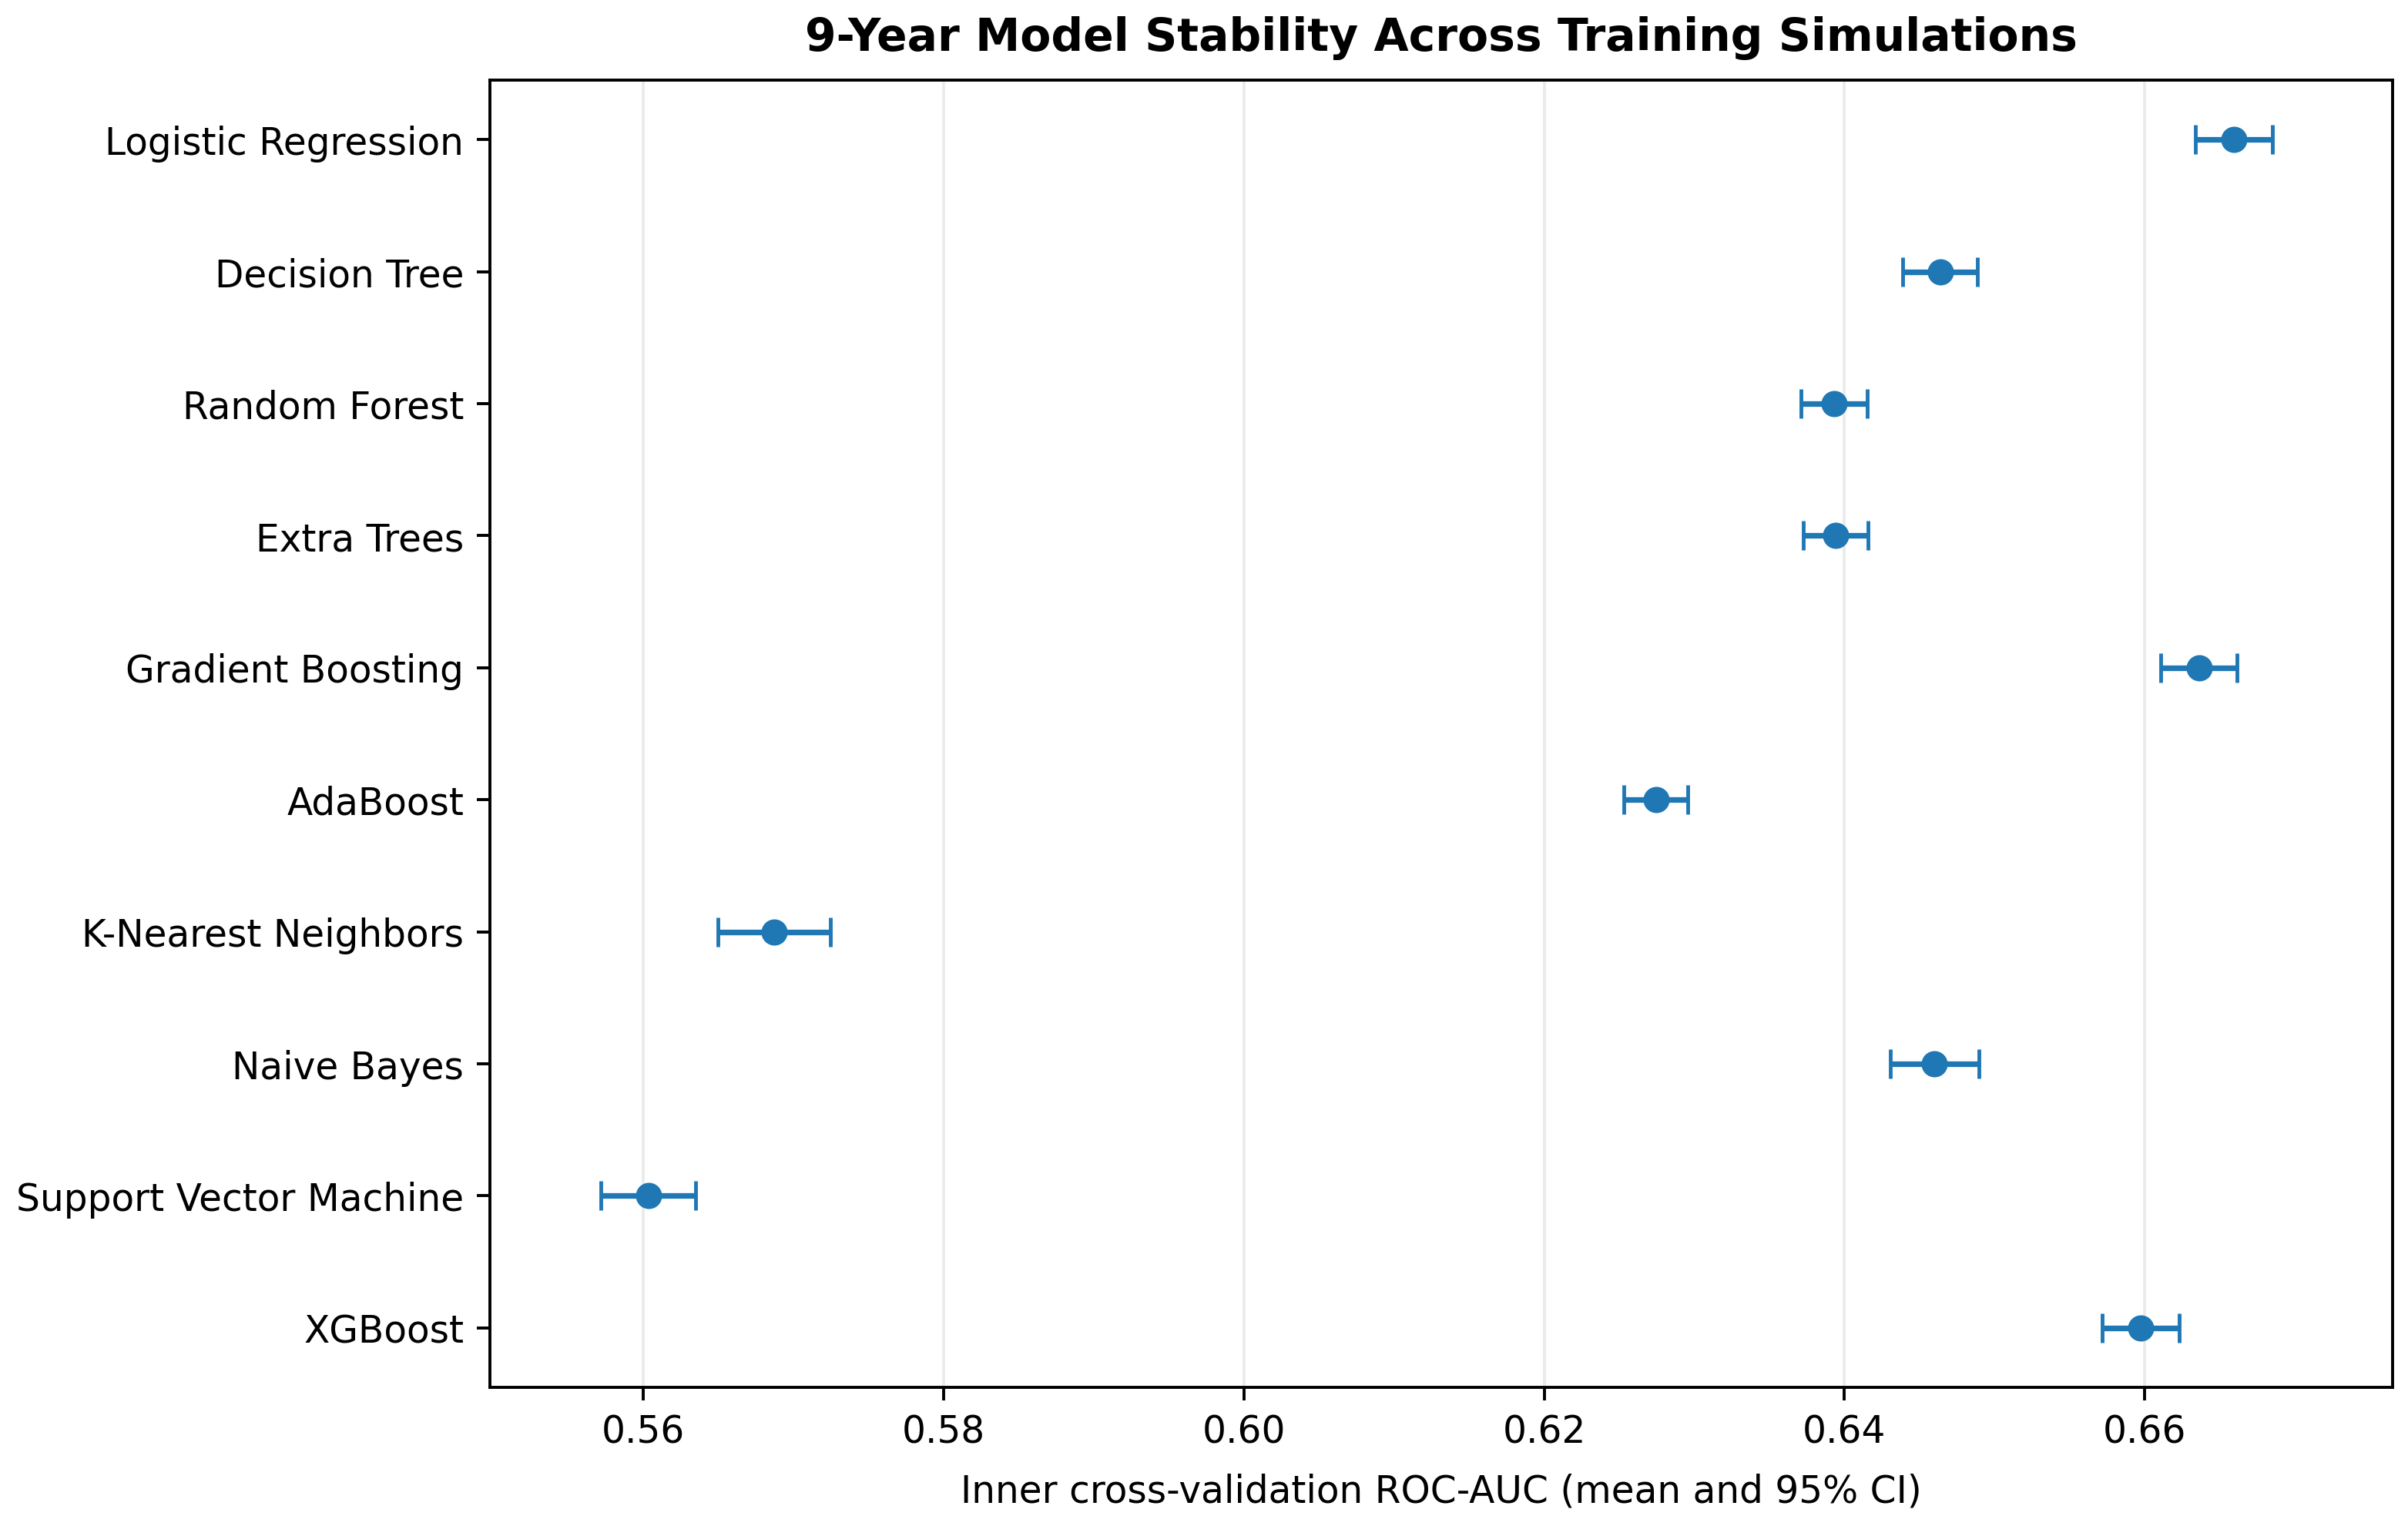 9-Year Model Stability Across Training Simulations
Logistic Regression
Decision Tree
Random Forest
Extra Trees
Gradient Boosting
AdaBoost
K-Nearest Neighbors
Naive Bayes
Support Vector Machine
XGBoost
0.56 0.58 0.60 0.62 0.64 0.66
Inner cross-validation ROC-AUC (mean and 95% CI)